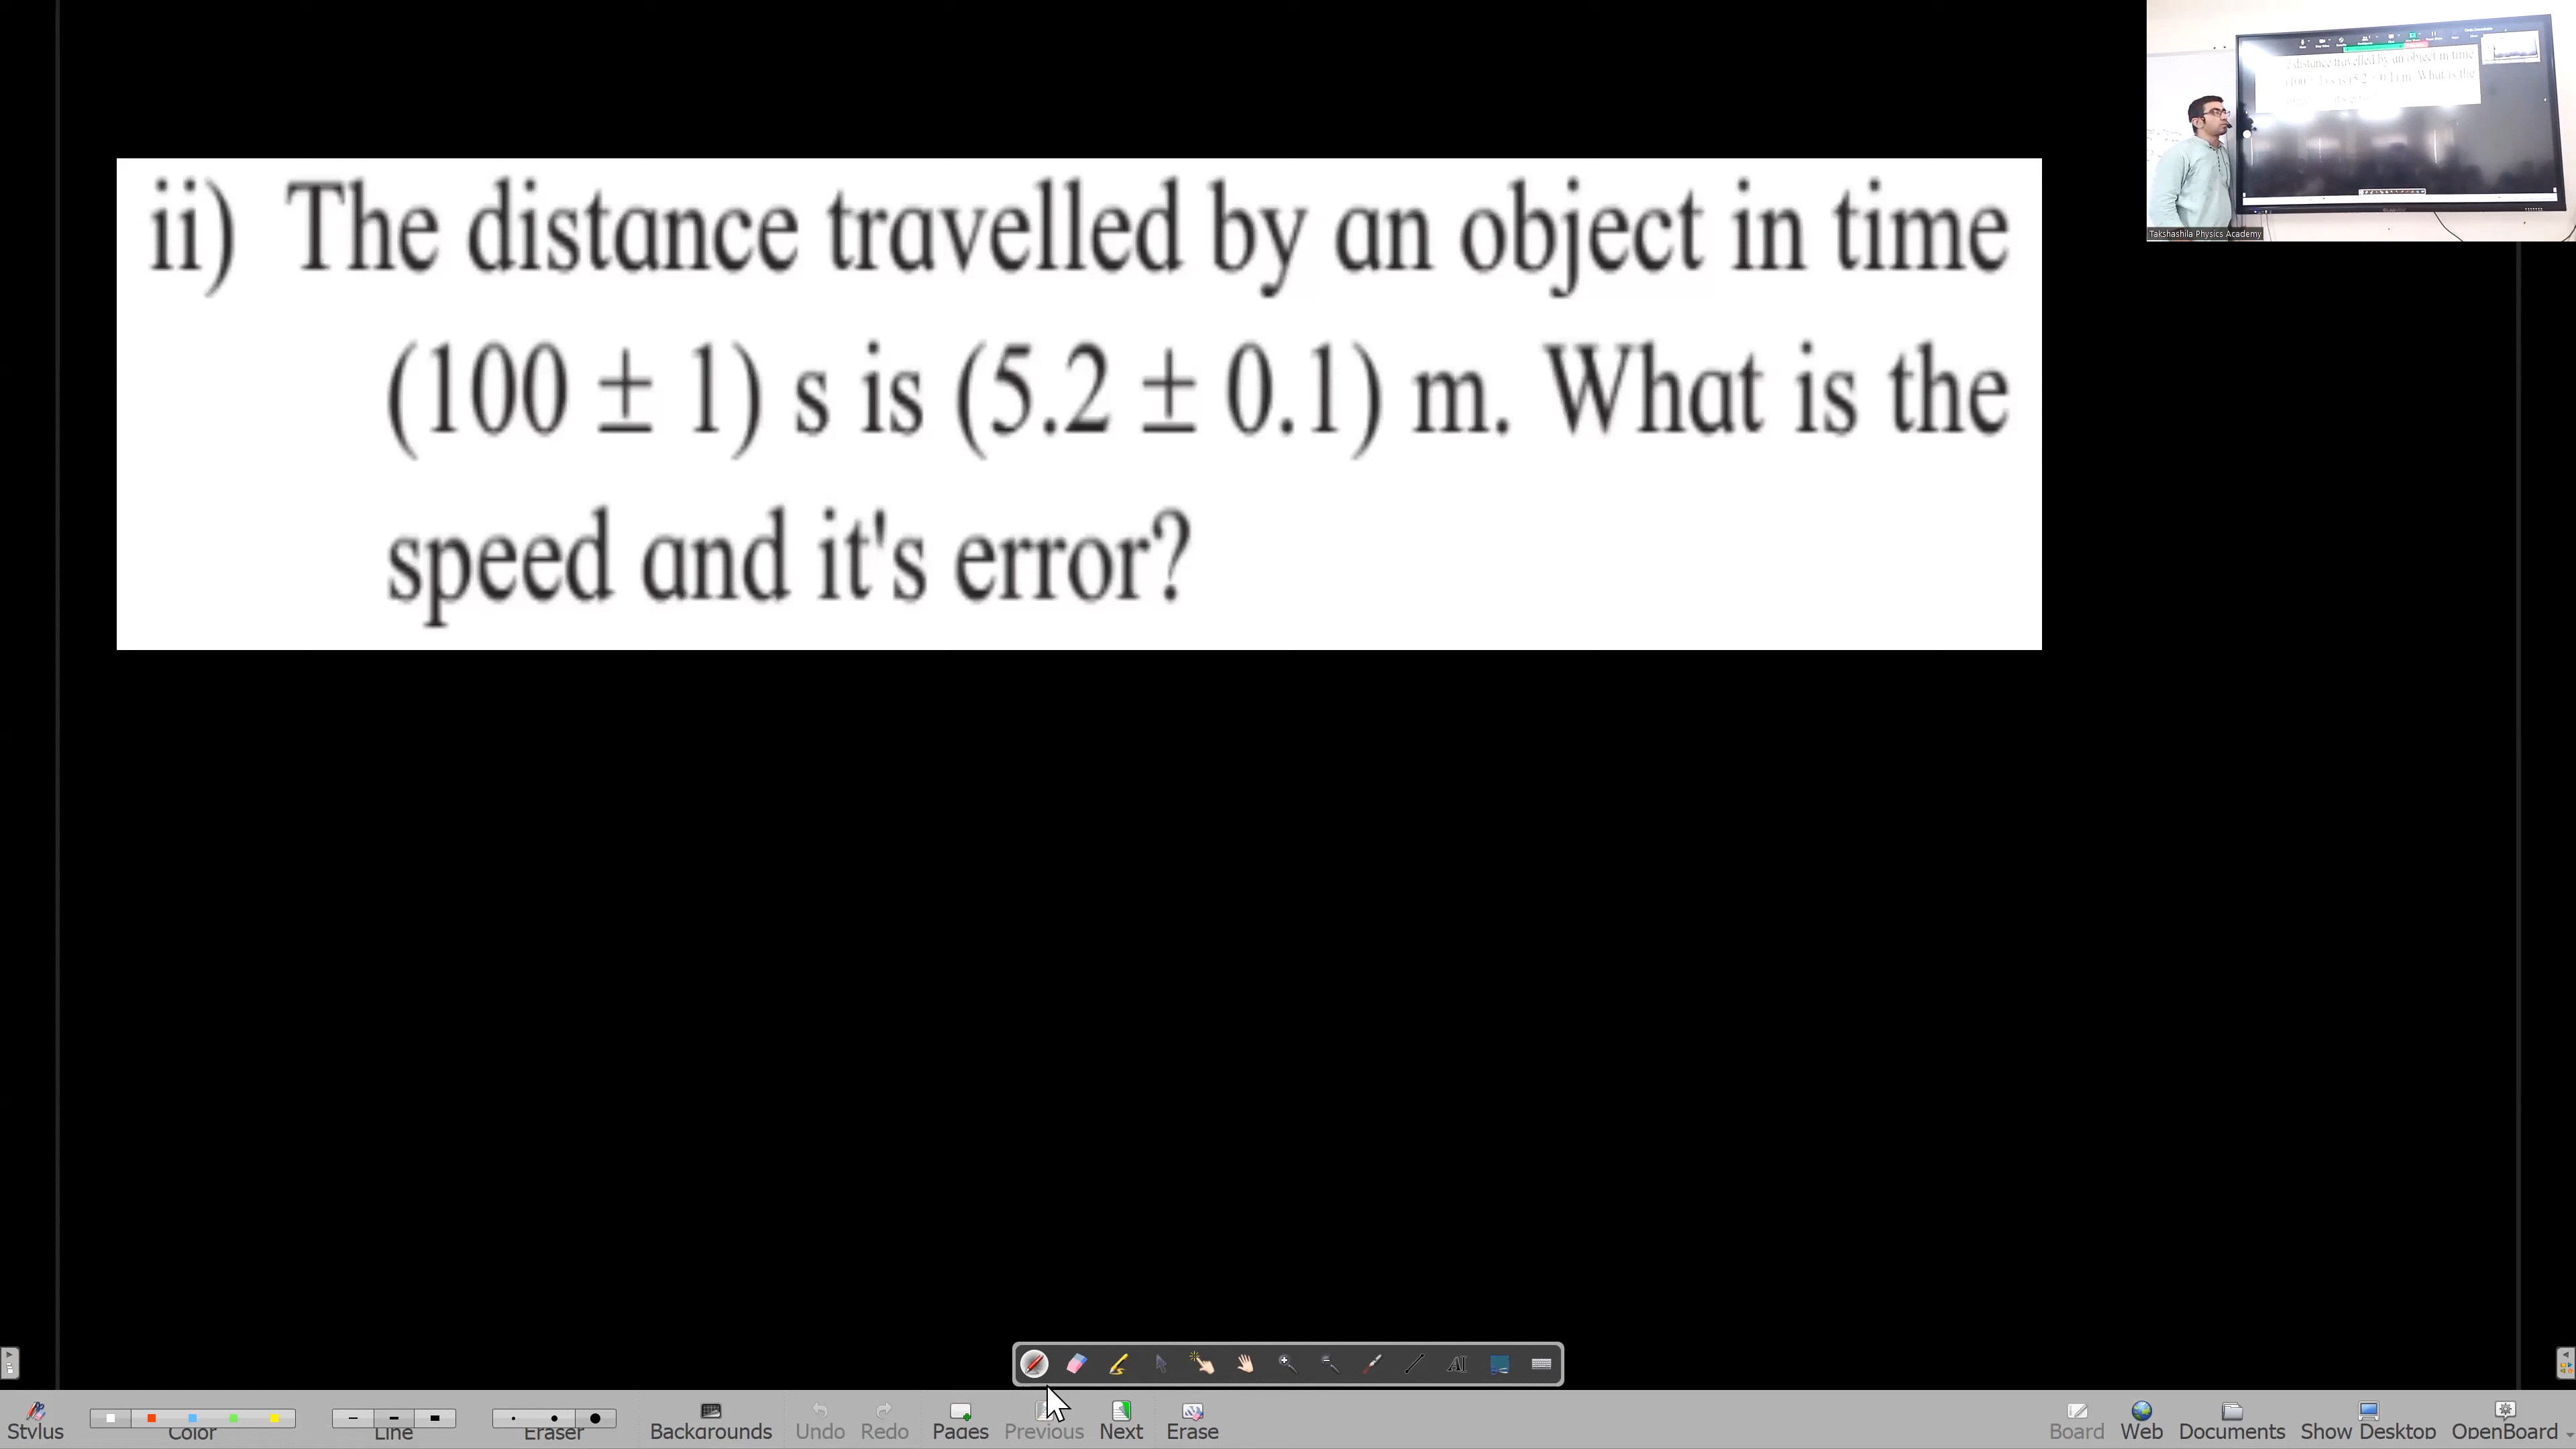 ii) The distance travelled by an object in time
(100 ± 1) s is (5.2 ± 0.1) m. What is the
speed and it's error?
Takshashila Physics Academy
Stylus
Color
Line
Eraser
Backgrounds
Undo
Redo
Pages
Previous
Next
Erase
Board
Web
Documents
Show Desktop
OpenBoard